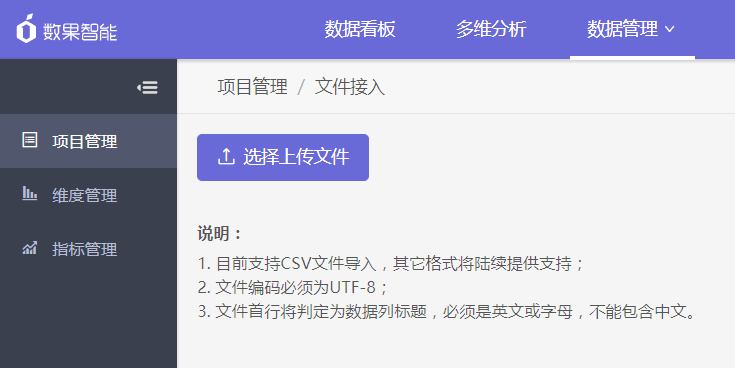 数果智能
数据看板 多维分析 数据管理
项目管理 / 文件接入
项目管理
维度管理
指标管理
选择上传文件
说明：
1. 目前支持CSV文件导入，其它格式将陆续提供支持；
2. 文件编码必须为UTF-8；
3. 文件首行将判定为数据列标题，必须是英文或字母，不能包含中文。